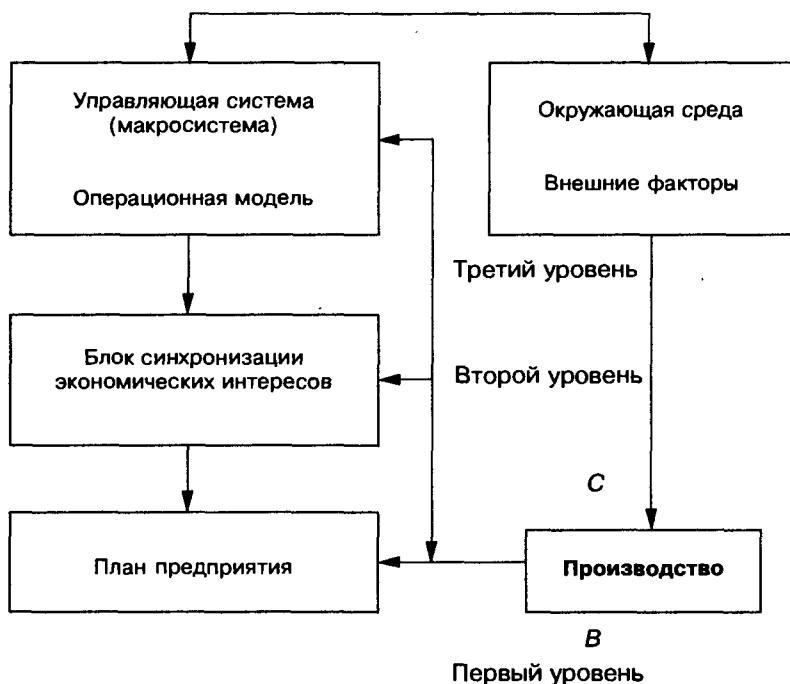 Управляющая система
(макросистема)
Операционная модель
Окружающая среда
Внешние факторы
Третий уровень
Блок синхронизации
экономических интересов
Второй уровень
C
План предприятия
Производство
B
Первый уровень